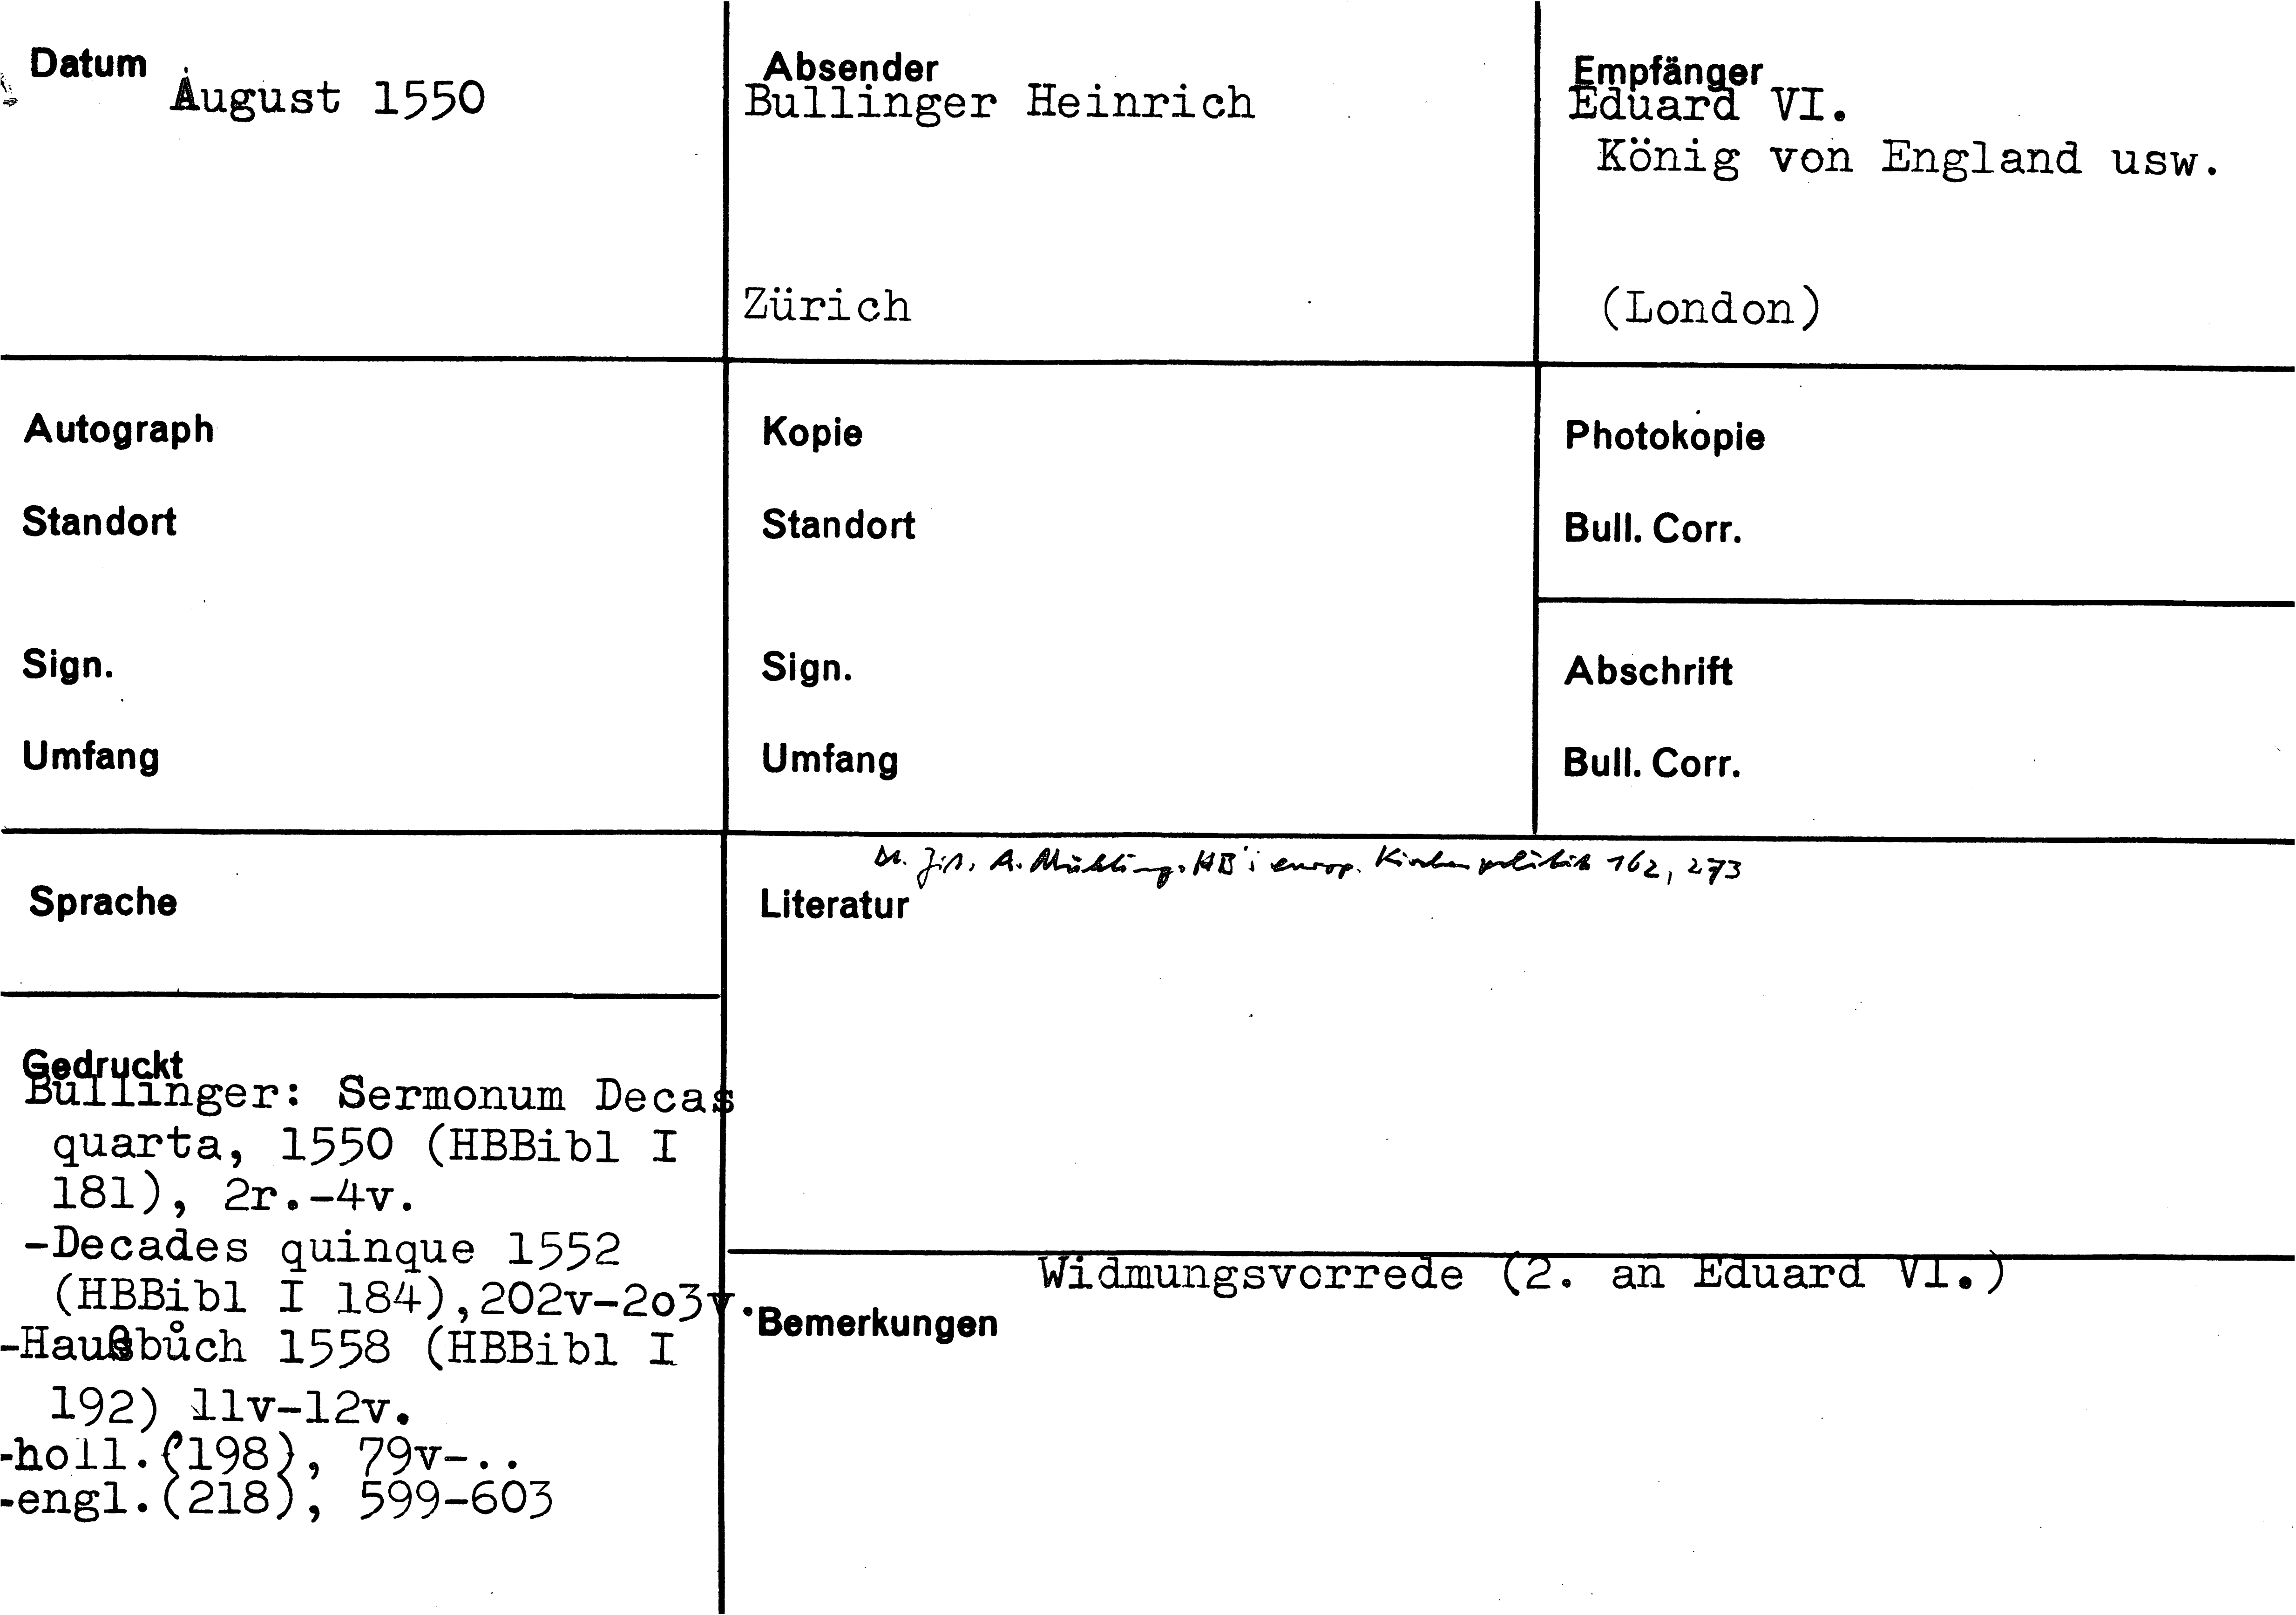 Datum
August 1550
Absender
Bullinger Heinrich
Zürich
Empfänger
Eduard VI.
König von England usw.
(London)
Autograph
Standort
Sign.
Umfang
Kopie
Standort
Sign.
Umfang
Photokopie
Bull. Corr.
Abschrift
Bull. Corr.
Sprache
A. Mühling, HB's europ. Kirchenpolitik 162, 273
Literatur
Gedruckt
Bullinger: Sermonum Decas
quarta, 1550 (HBBibl I
181), 2r.-4v.
-Decades quinque 1552
(HBBibl I 184),202v-2o3v.
-Haußbůch 1558 (HBBibl I
192) 11v-12v.
-holl.(198), 79v-..
-engl.(218), 599-603
Widmungsvorrede (2. an Eduard VI.)
Bemerkungen